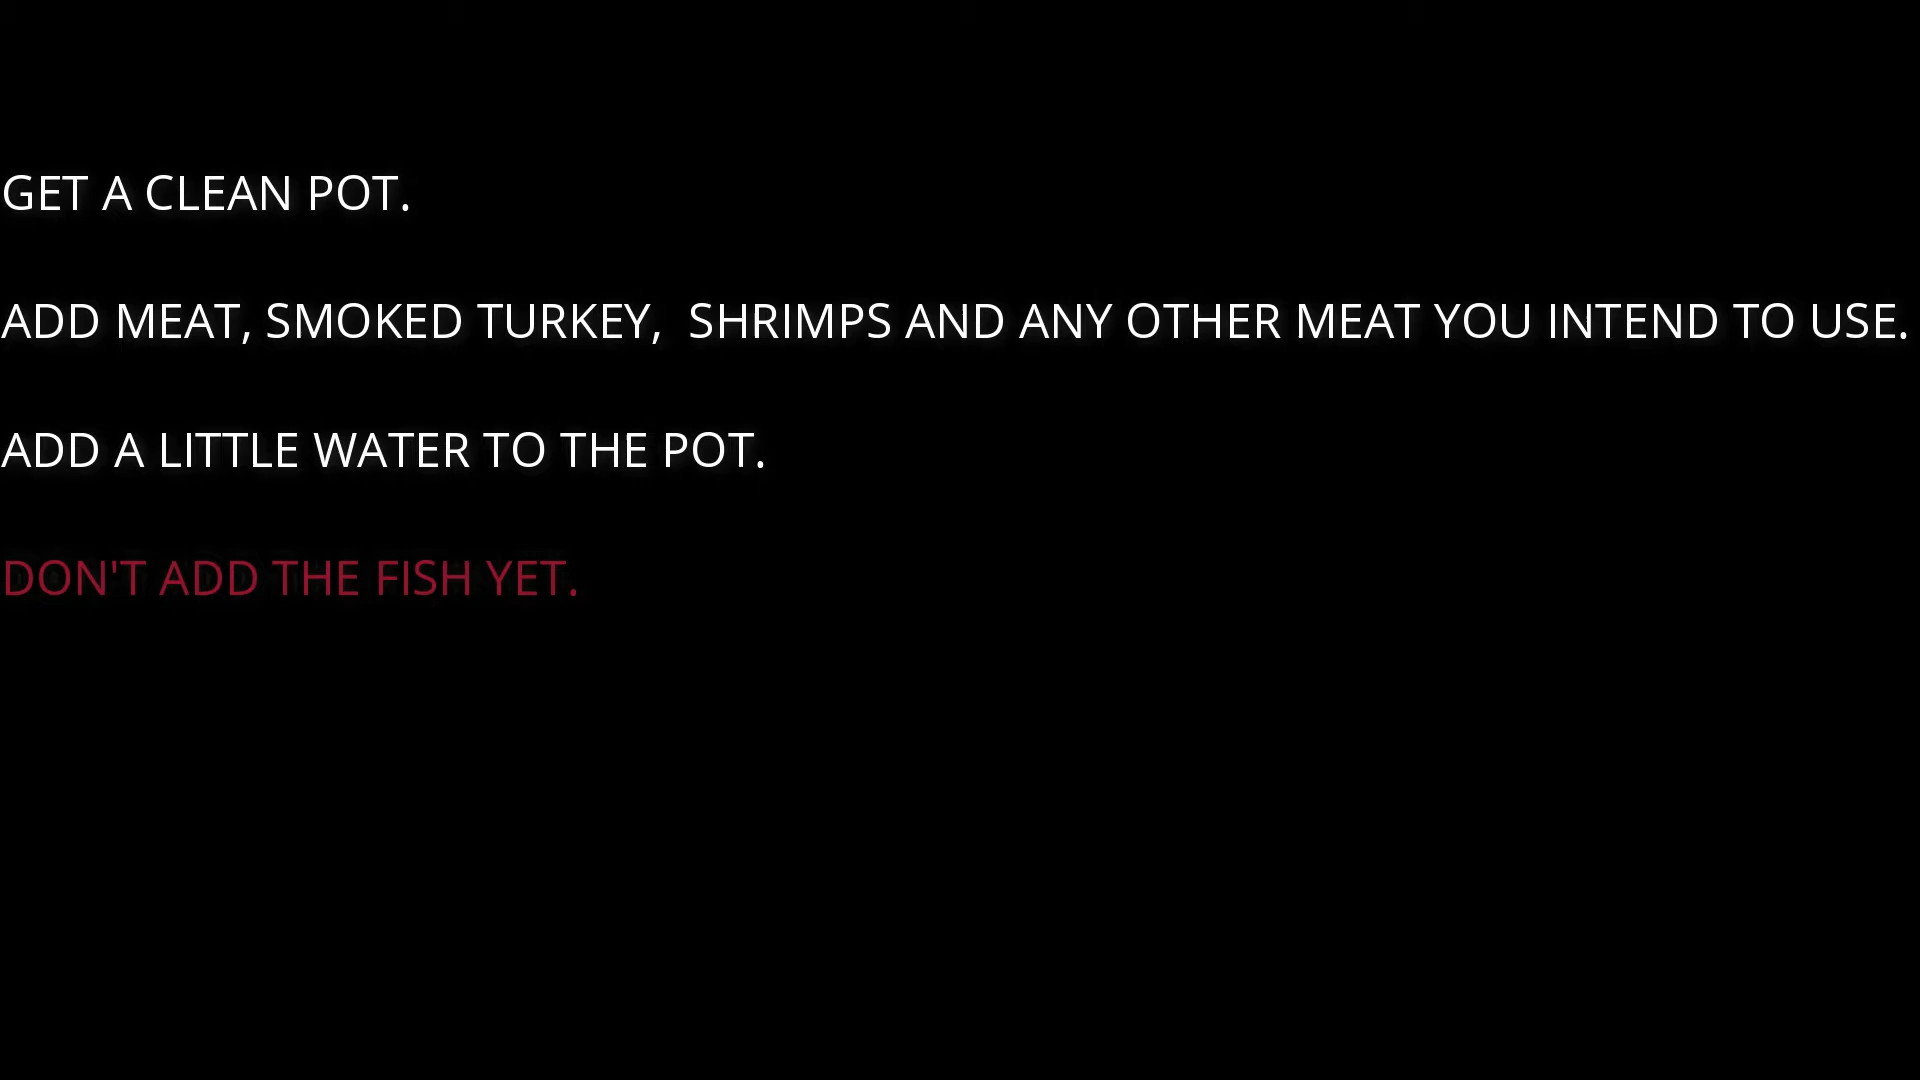 GET A CLEAN POT.
ADD MEAT, SMOKED TURKEY,  SHRIMPS AND ANY OTHER MEAT YOU INTEND TO USE.
ADD A LITTLE WATER TO THE POT.
DON'T ADD THE FISH YET.